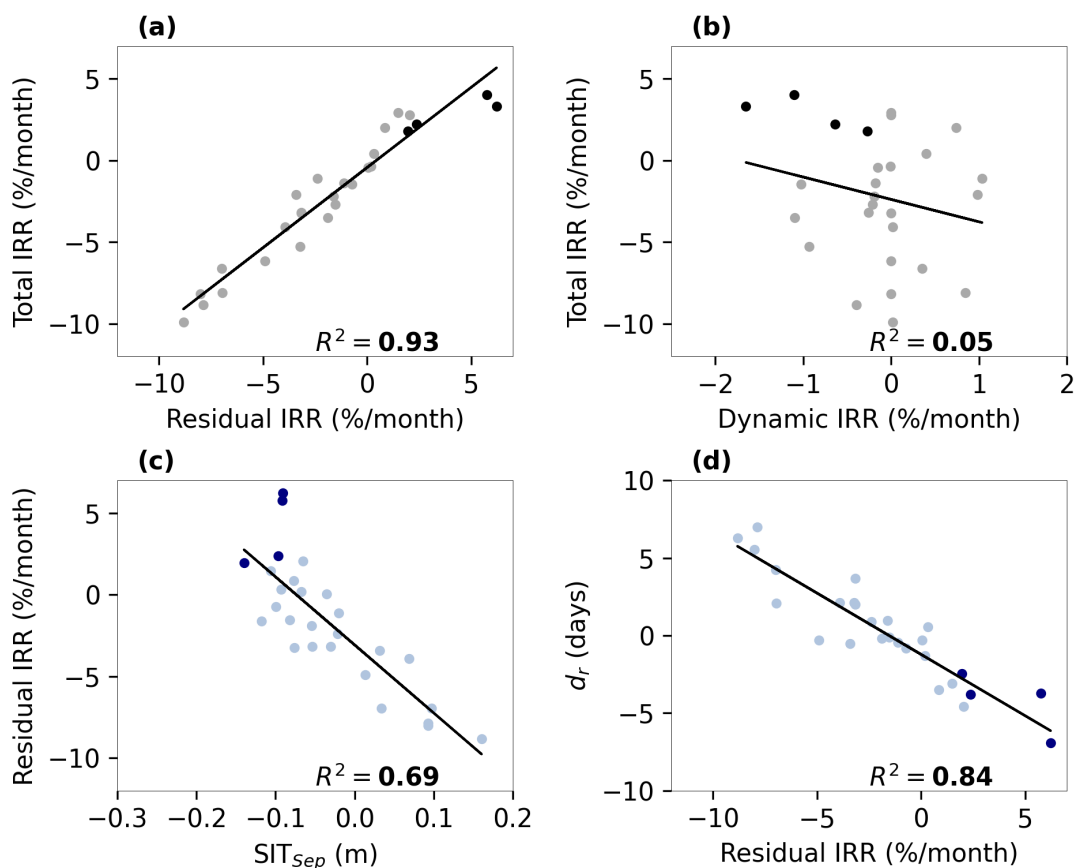 (a)
Total IRR (%/month)
5
0
−5
−10
R² = 0.93
−10 −5 0 5
Residual IRR (%/month)
(b)
Total IRR (%/month)
5
0
−5
−10
R² = 0.05
−2 −1 0 1 2
Dynamic IRR (%/month)
(c)
Residual IRR (%/month)
5
0
−5
−10
R² = 0.69
−0.3 −0.2 −0.1 0.0 0.1 0.2
SIT_Sep (m)
(d)
d_r (days)
10
5
0
−5
−10
R² = 0.84
−10 −5 0 5
Residual IRR (%/month)